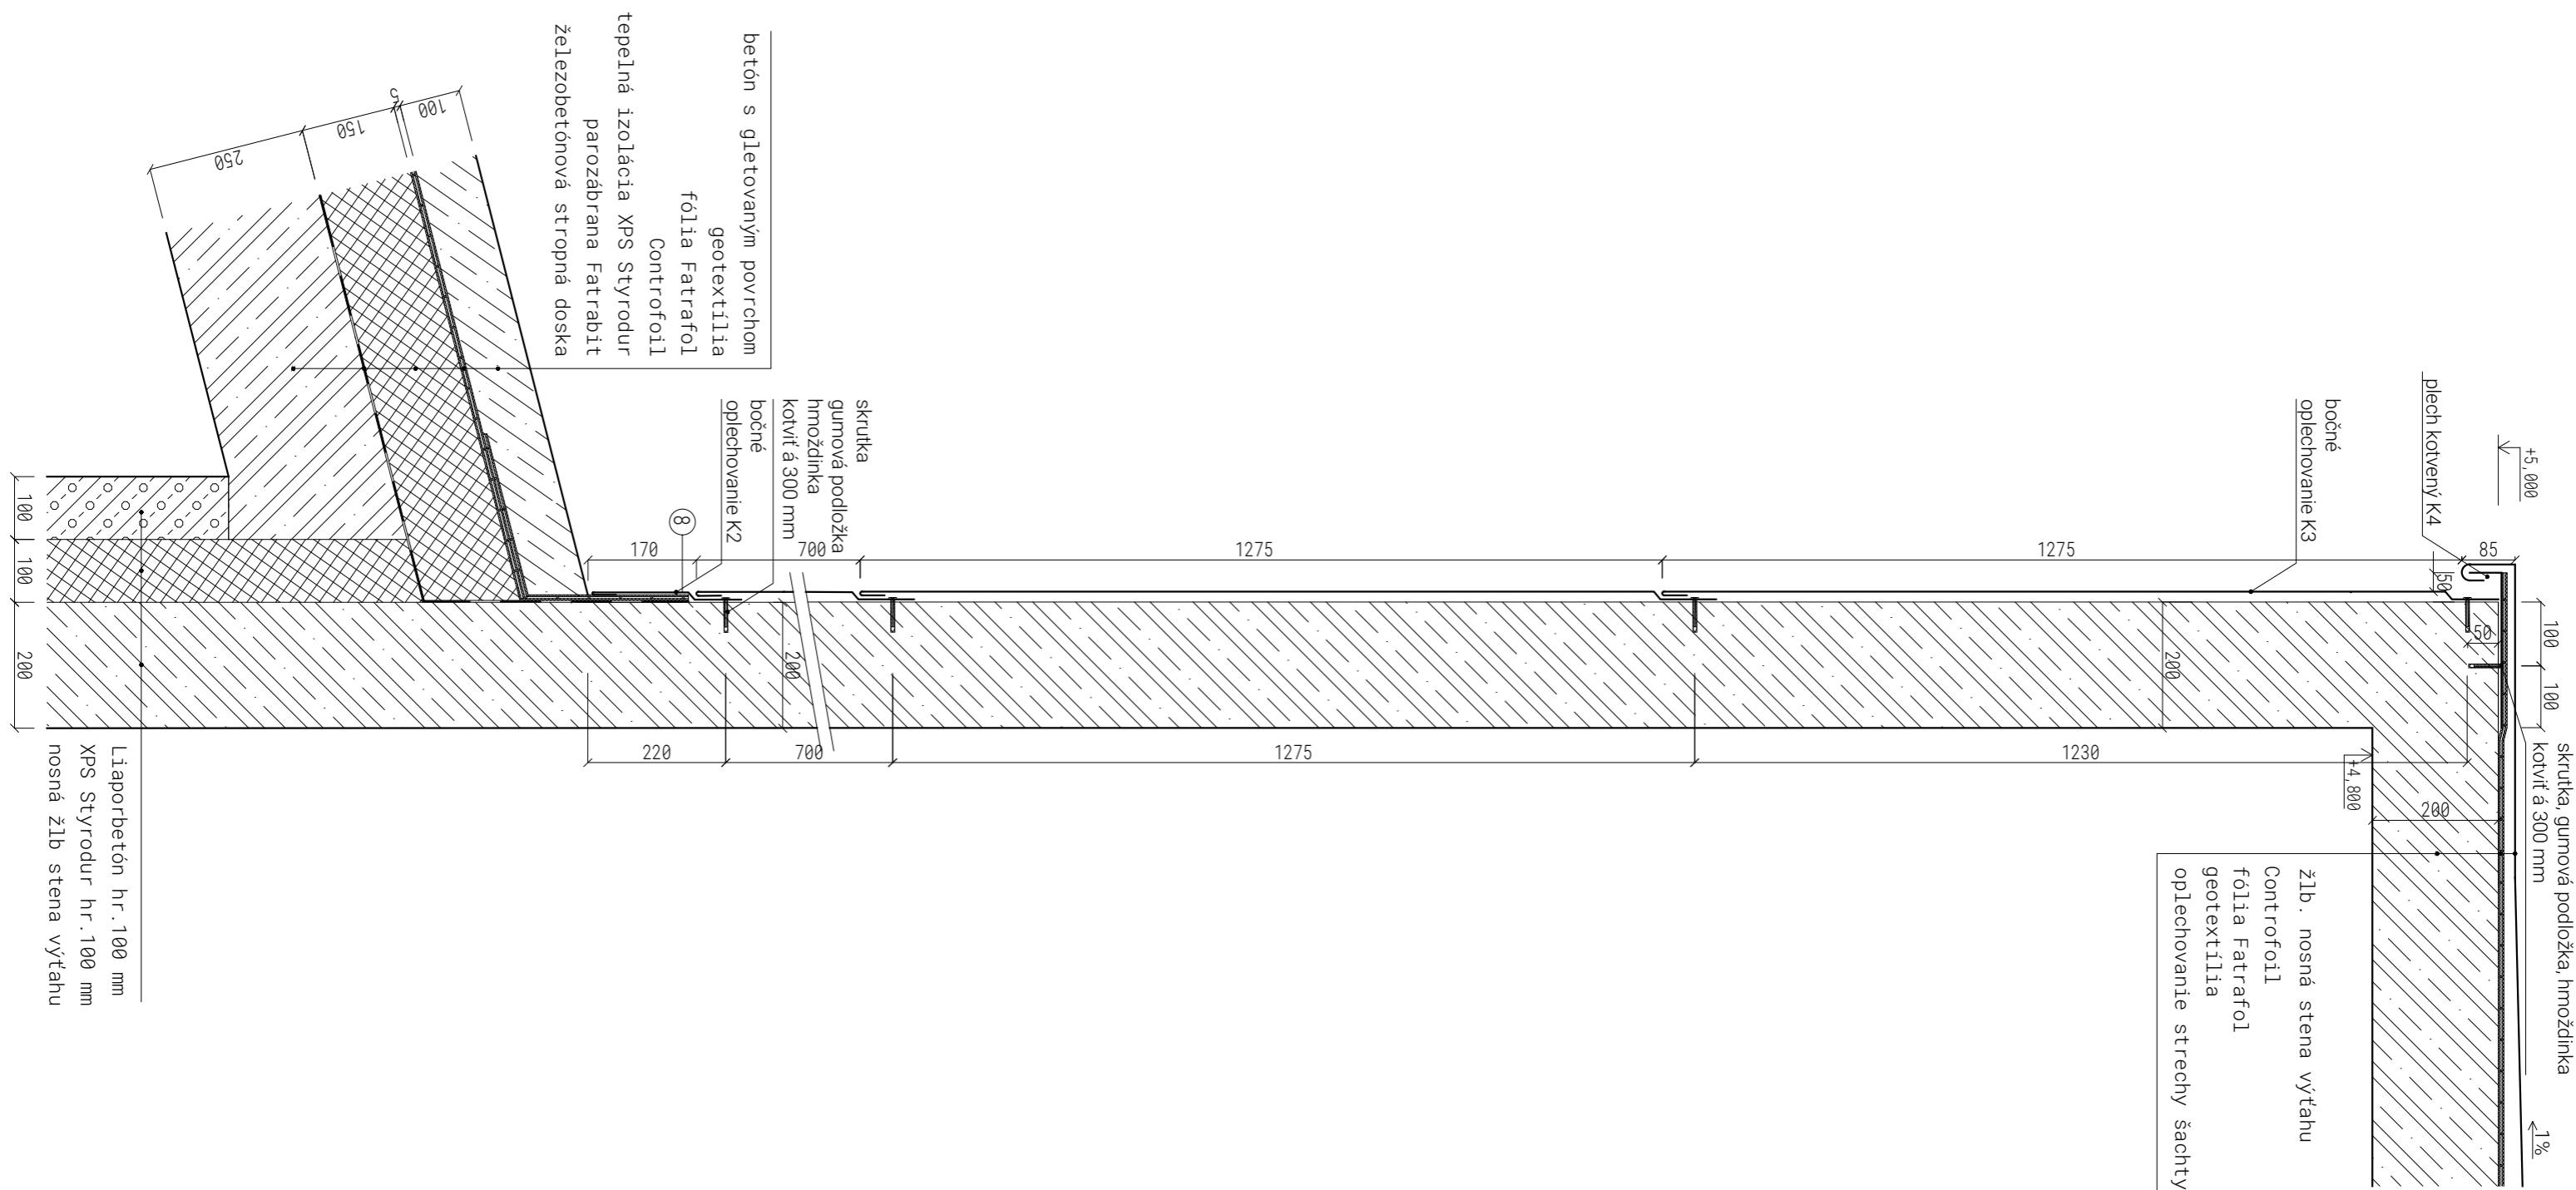 betón s gletovaným povrchom
geotextília
fólia Fatrafol
Controfoil
tepelná izolácia XPS Styrodur
parozábrana Fatrabit
železobetónová stropná doska
100
5
150
250
skrutka
gumová podložka
hmoždinka
kotviť á 300 mm
bočné
oplechovanie K2
8
bočné
oplechovanie K3
plech kotvený K4
+5,000
170
700
1275
1275
85
50
50
100
100
200
200
200
220
700
1275
1230
+4,800
100
100
200
skrutka, gumová podložka, hmoždinka
kotviť á 300 mm
1%
žlb. nosná stena výťahu
Controfoil
fólia Fatrafol
geotextília
oplechovanie strechy šachty
Liaporbetón hr.100 mm
XPS Styrodur hr.100 mm
nosná žlb stena výťahu